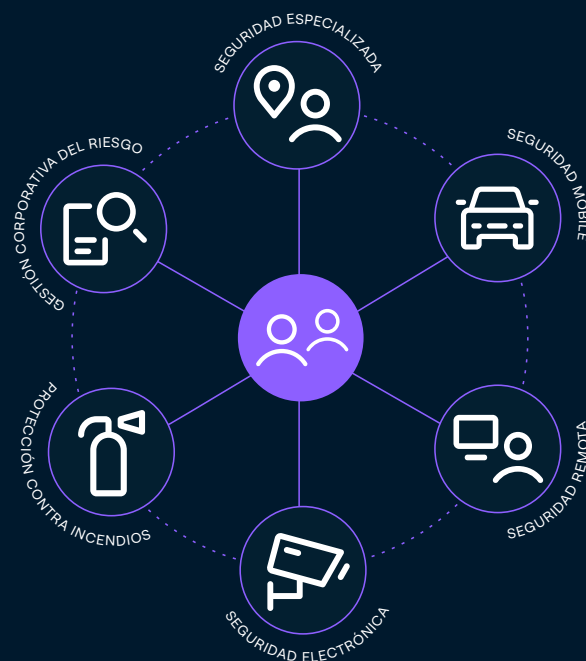 SEGURIDAD ESPECIALIZADA
SEGURIDAD MOBILE
SEGURIDAD REMOTA
SEGURIDAD ELECTRÓNICA
PROTECCIÓN CONTRA INCENDIOS
GESTIÓN CORPORATIVA DEL RIESGO